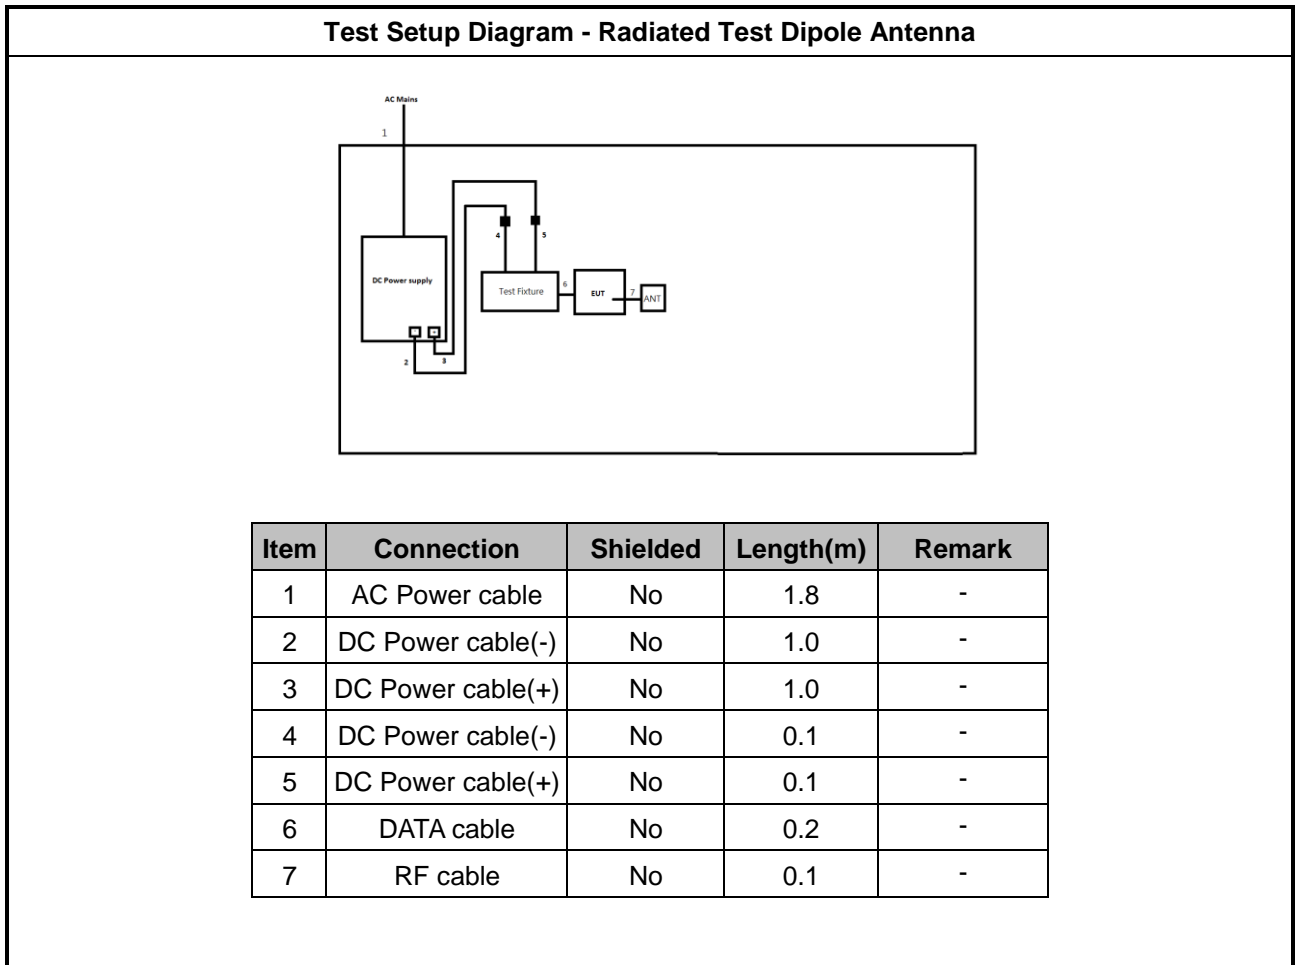 Test Setup Diagram - Radiated Test Dipole Antenna
AC Mains
1
4
5
DC Power supply
Test Fixture
6
EUT
7
ANT
2
3
Item Connection Shielded Length(m) Remark
1 AC Power cable No 1.8 -
2 DC Power cable(-) No 1.0 -
3 DC Power cable(+) No 1.0 -
4 DC Power cable(-) No 0.1 -
5 DC Power cable(+) No 0.1 -
6 DATA cable No 0.2 -
7 RF cable No 0.1 -